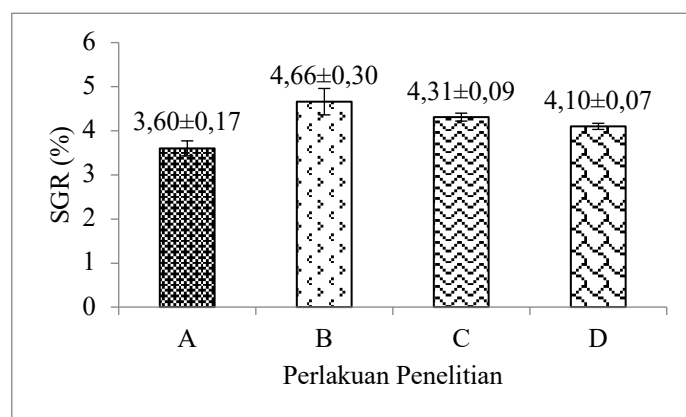 6
5
4
3
2
1
0
SGR (%)
3,60±0,17
4,66±0,30
4,31±0,09
4,10±0,07
A
B
C
D
Perlakuan Penelitian